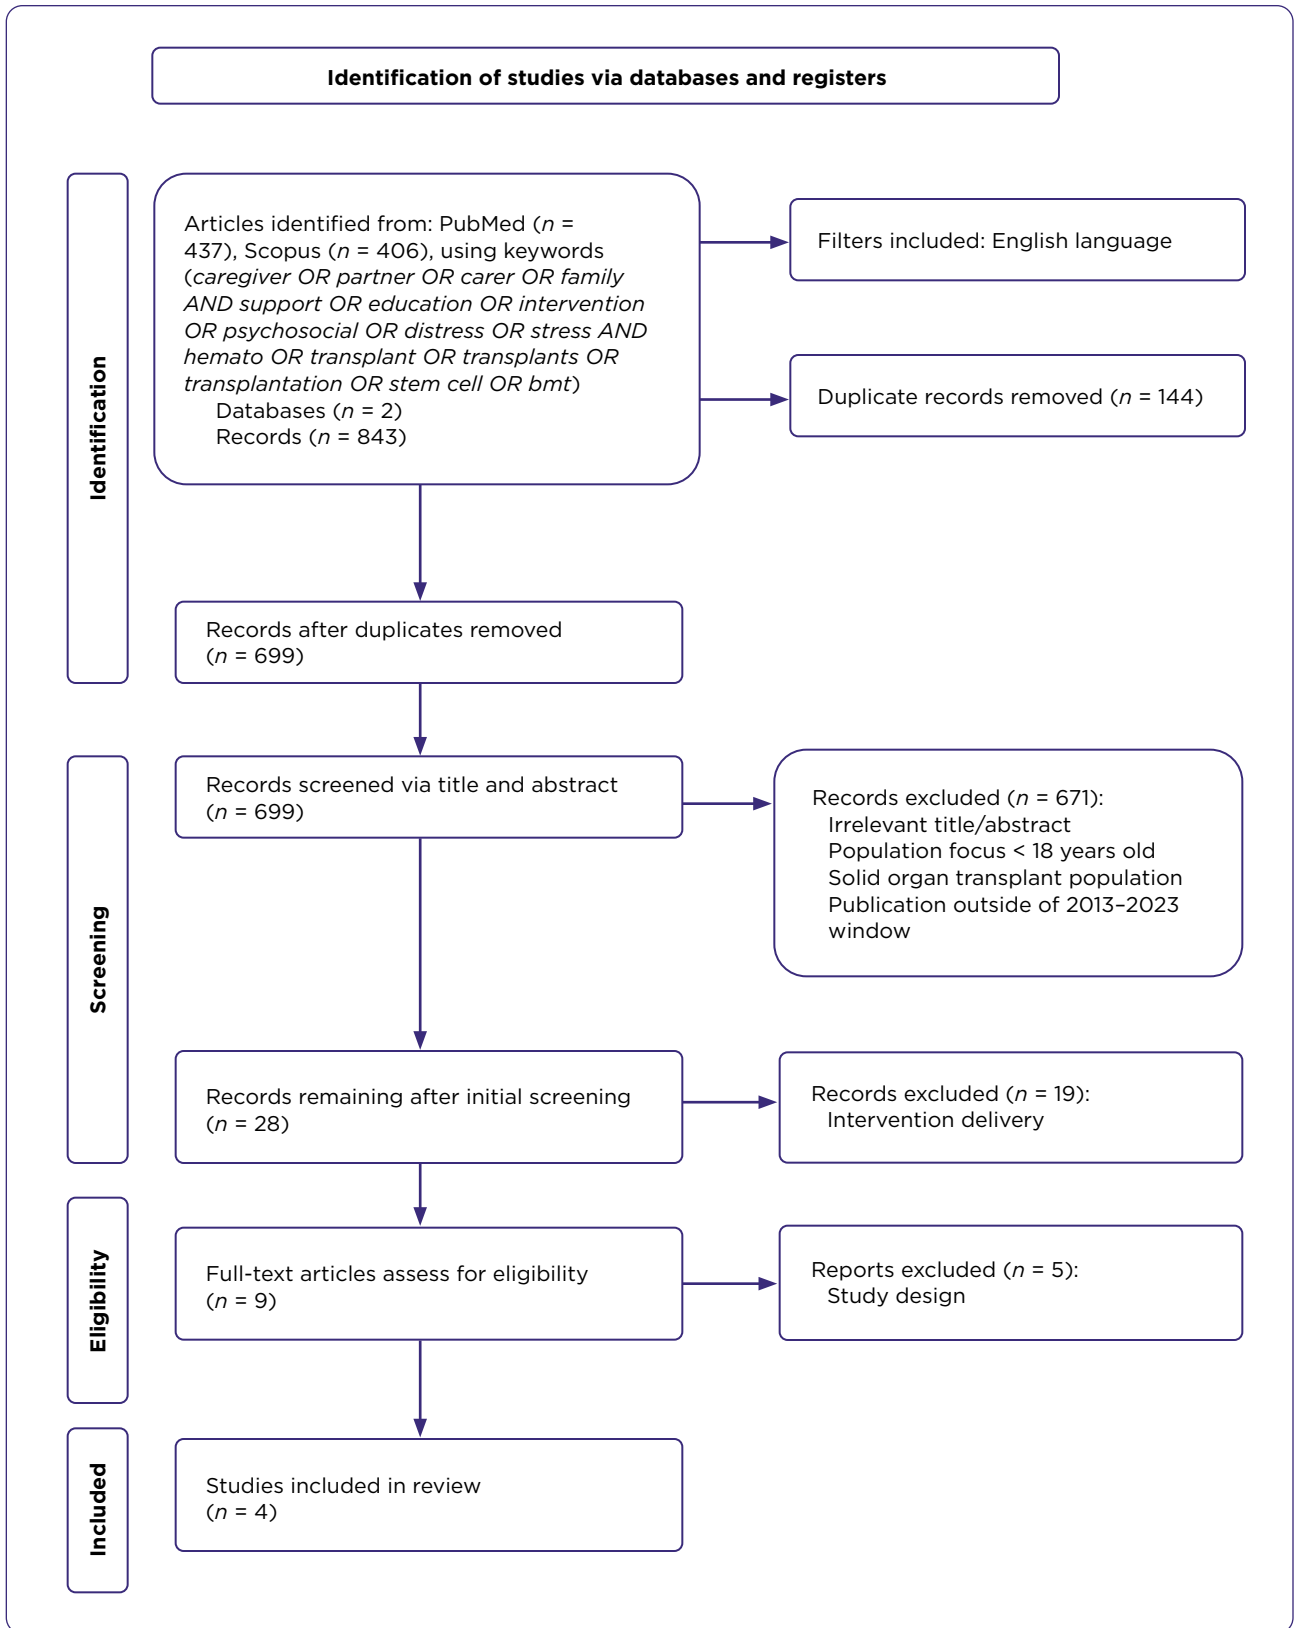 Identification of studies via databases and registers
Identification
Articles identified from: PubMed (n =
437), Scopus (n = 406), using keywords
(caregiver OR partner OR carer OR family
AND support OR education OR intervention
OR psychosocial OR distress OR stress AND
hemato OR transplant OR transplants OR
transplantation OR stem cell OR bmt)
Databases (n = 2)
Records (n = 843)
Filters included: English language
Duplicate records removed (n = 144)
Records after duplicates removed
(n = 699)
Screening
Records screened via title and abstract
(n = 699)
Records excluded (n = 671):
Irrelevant title/abstract
Population focus < 18 years old
Solid organ transplant population
Publication outside of 2013–2023
window
Records remaining after initial screening
(n = 28)
Records excluded (n = 19):
Intervention delivery
Eligibility
Full-text articles assess for eligibility
(n = 9)
Reports excluded (n = 5):
Study design
Included
Studies included in review
(n = 4)